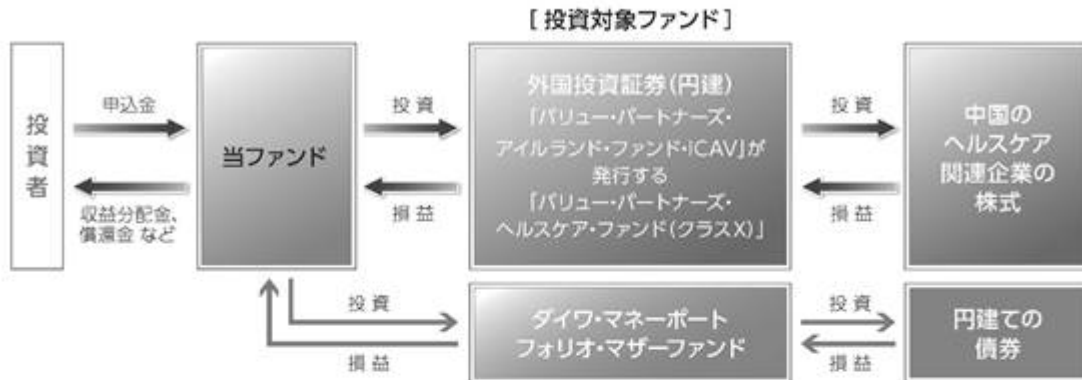 [ 投資対象ファンド ]
投資者
申込金
収益分配金、
償還金 など
当ファンド
投資
損益
外国投資証券(円建)
「バリュー・パートナーズ・
アイルランド・ファンド・ICAV」が
発行する
「バリュー・パートナーズ・
ヘルスケア・ファンド(クラスX)」
投資
損益
中国の
ヘルスケア
関連企業の
株式
投資
損益
ダイワ・マネーポート
フォリオ・マザーファンド
投資
損益
円建ての
債券